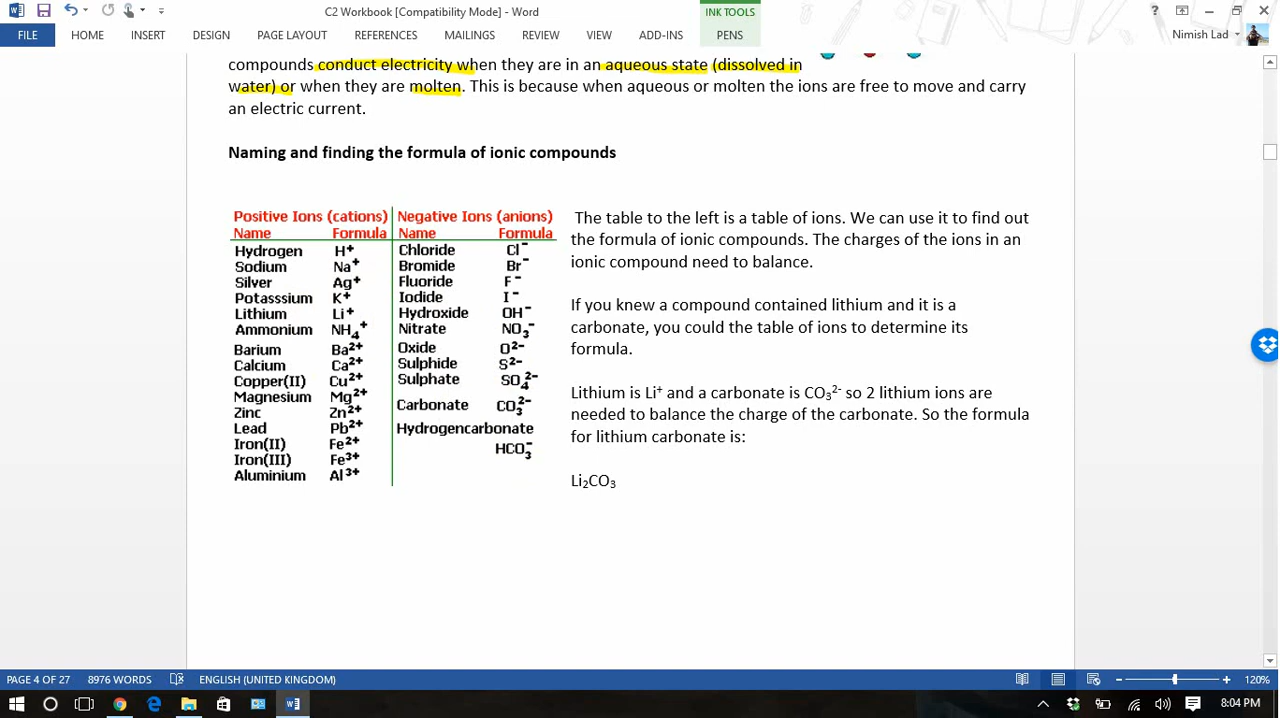 C2 Workbook [Compatibility Mode] - Word
INK TOOLS
?
FILE HOME INSERT DESIGN PAGE LAYOUT REFERENCES MAILINGS REVIEW VIEW ADD-INS PENS Nimish Lad
compounds conduct electricity when they are in an aqueous state (dissolved in
water) or when they are molten. This is because when aqueous or molten the ions are free to move and carry
an electric current.
Naming and finding the formula of ionic compounds
Positive Ions (cations) Negative Ions (anions)
Name Formula Name Formula
Hydrogen H⁺ Chloride Cl⁻
Sodium Na⁺ Bromide Br⁻
Silver Ag⁺ Fluoride F⁻
Potasssium K⁺ Iodide I⁻
Lithium Li⁺ Hydroxide OH⁻
Ammonium NH₄⁺ Nitrate NO₃⁻
Barium Ba²⁺ Oxide O²⁻
Calcium Ca²⁺ Sulphide S²⁻
Copper(II) Cu²⁺ Sulphate SO₄²⁻
Magnesium Mg²⁺
Zinc Zn²⁺ Carbonate CO₃²⁻
Lead Pb²⁺ Hydrogencarbonate
Iron(II) Fe²⁺ HCO₃⁻
Iron(III) Fe³⁺
Aluminium Al³⁺
The table to the left is a table of ions. We can use it to find out
the formula of ionic compounds. The charges of the ions in an
ionic compound need to balance.
If you knew a compound contained lithium and it is a
carbonate, you could the table of ions to determine its
formula.
Lithium is Li⁺ and a carbonate is CO₃²⁻ so 2 lithium ions are
needed to balance the charge of the carbonate. So the formula
for lithium carbonate is:
Li₂CO₃
PAGE 4 OF 27 8976 WORDS ENGLISH (UNITED KINGDOM) 120%
8:04 PM